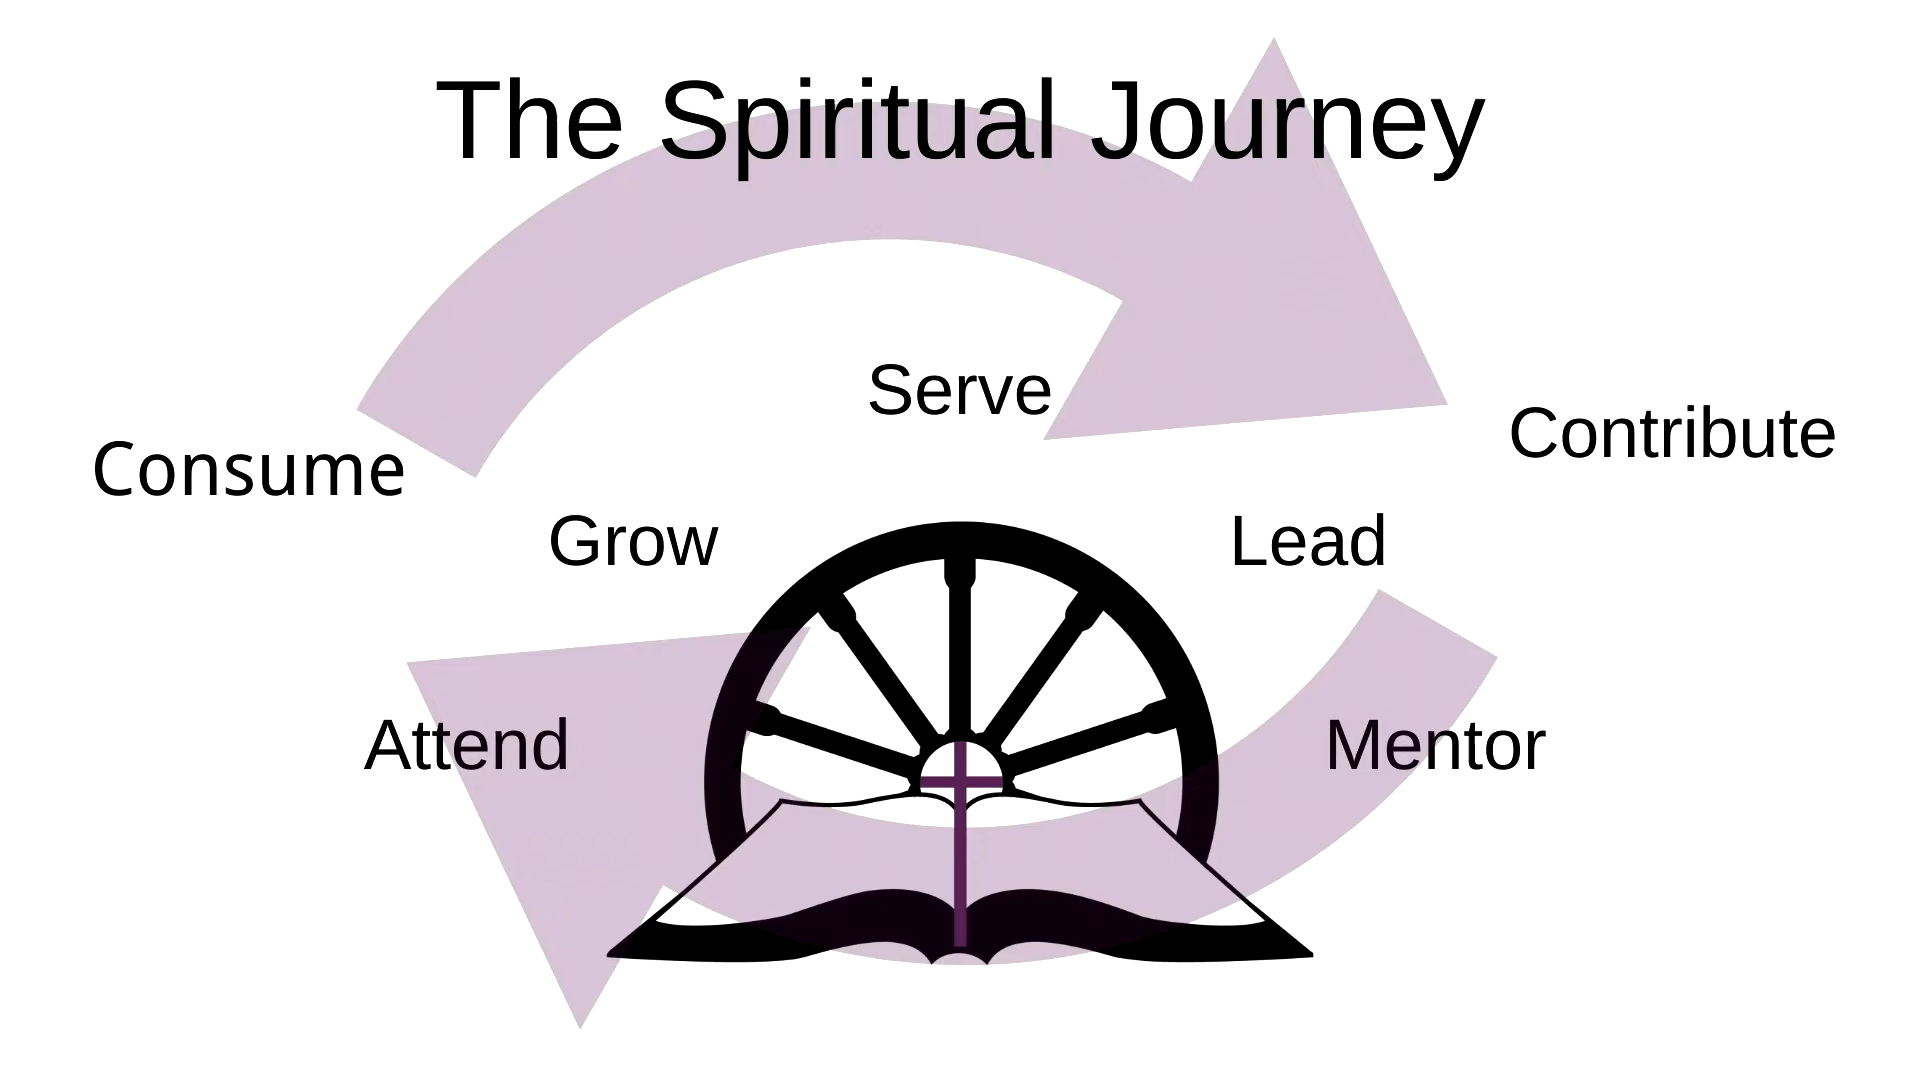 The Spiritual Journey
Serve
Contribute
Consume
Grow
Lead
Attend
Mentor